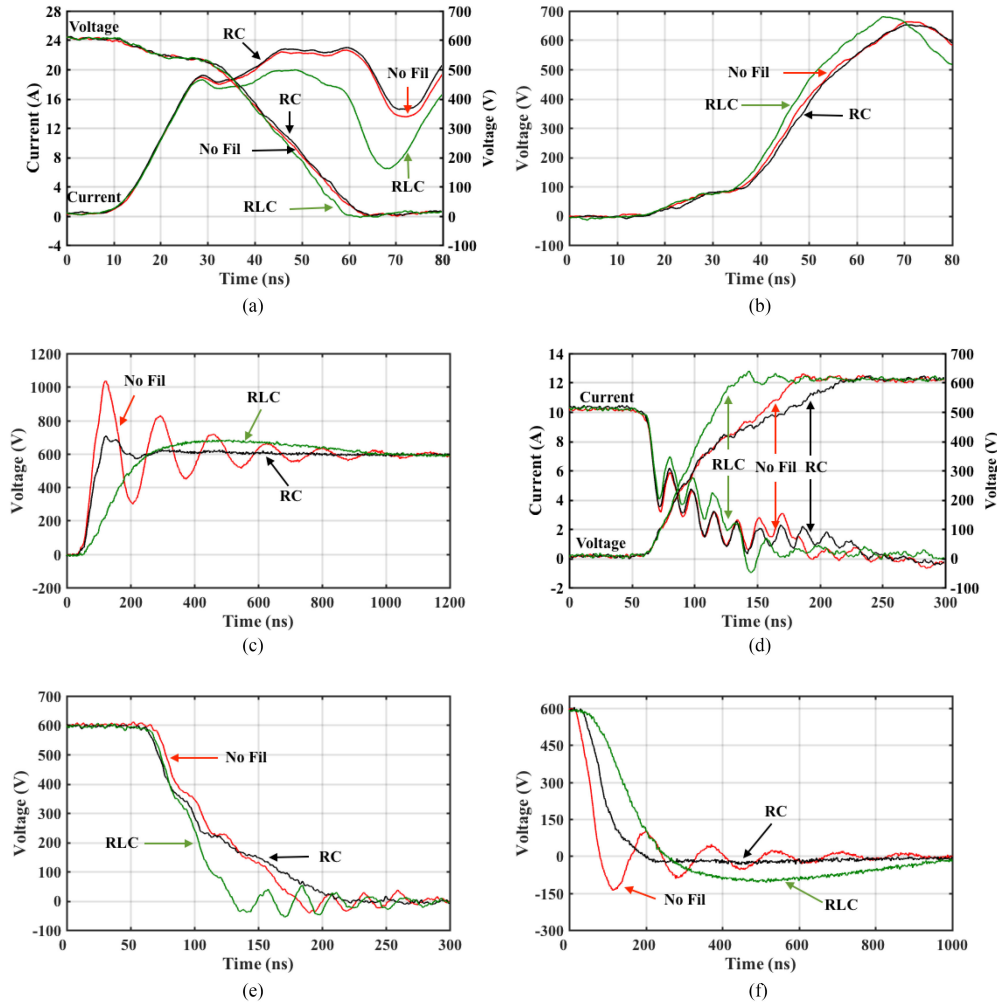 28
24
20
16
12
8
4
0
−4
Current (A)
Voltage
RC
RC
No Fil
No Fil
RLC
RLC
Current
700
600
500
400
300
200
100
0
-100
Voltage (V)
0 10 20 30 40 50 60 70 80
Time (ns)
(a)
700
600
500
400
300
200
100
0
-100
Voltage (V)
No Fil
RLC
RC
0 10 20 30 40 50 60 70 80
Time (ns)
(b)
1200
1000
800
600
400
200
0
-200
Voltage (V)
No Fil
RLC
RC
0 200 400 600 800 1000 1200
Time (ns)
(c)
14
12
10
8
6
4
2
0
-2
Current (A)
Current
RLC
No Fil
RC
Voltage
700
600
500
400
300
200
100
0
-100
Voltage (V)
0 50 100 150 200 250 300
Time (ns)
(d)
700
600
500
400
300
200
100
0
-100
Voltage (V)
No Fil
RLC
RC
0 50 100 150 200 250 300
Time (ns)
(e)
600
450
300
150
0
-150
-300
Voltage (V)
RC
No Fil
RLC
0 200 400 600 800 1000
Time (ns)
(f)